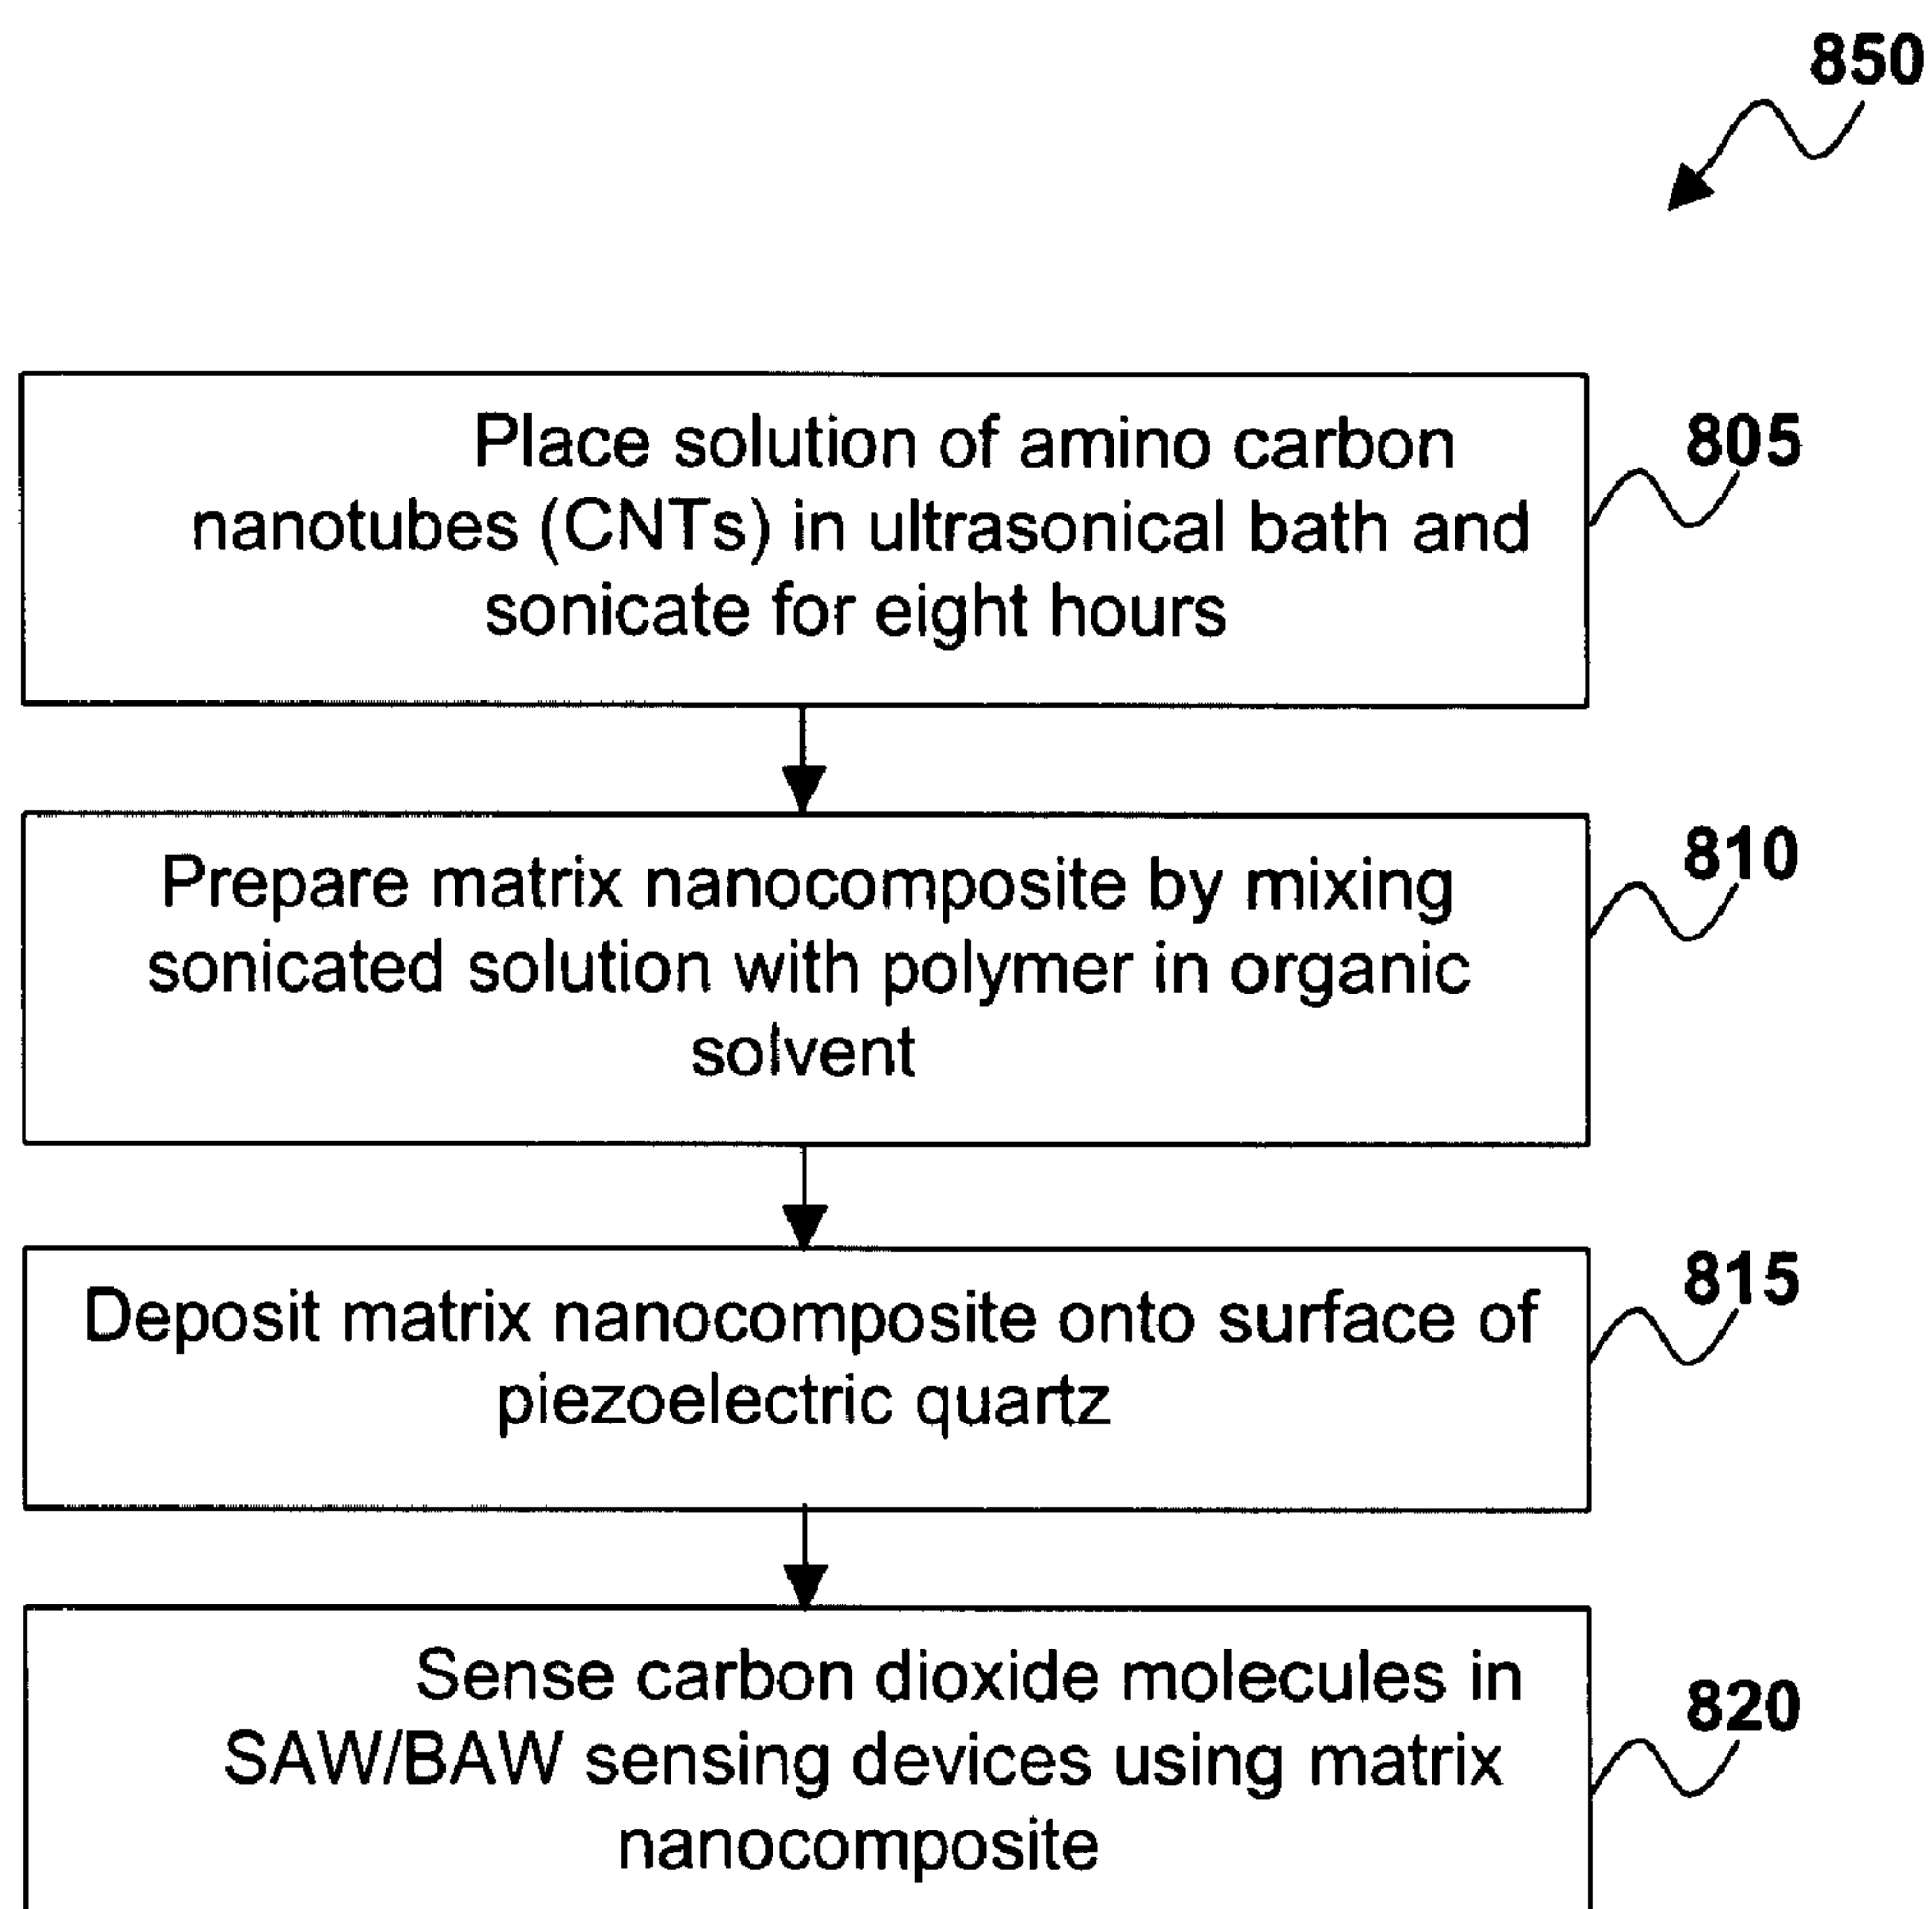 850
Place solution of amino carbon
nanotubes (CNTs) in ultrasonical bath and
sonicate for eight hours
805
Prepare matrix nanocomposite by mixing
sonicated solution with polymer in organic
solvent
810
Deposit matrix nanocomposite onto surface of
piezoelectric quartz
815
Sense carbon dioxide molecules in
SAW/BAW sensing devices using matrix
nanocomposite
820